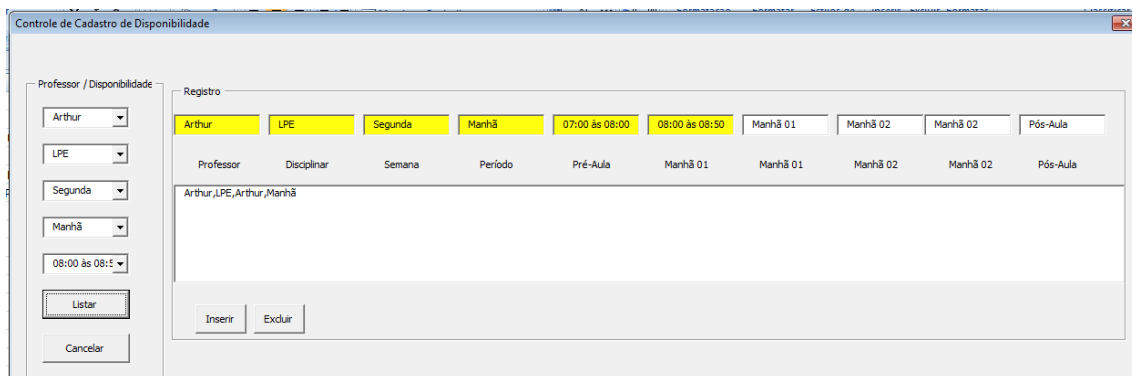 Controle de Cadastro de Disponibilidade
Professor / Disponibilidade
Arthur
LPE
Segunda
Manhã
08:00 às 08:5
Listar
Cancelar
Registro
Arthur LPE Segunda Manhã 07:00 às 08:00 08:00 às 08:50 Manhã 01 Manhã 02 Manhã 02 Pós-Aula
Professor Disciplinar Semana Período Pré-Aula Manhã 01 Manhã 01 Manhã 02 Manhã 02 Pós-Aula
Arthur,LPE,Arthur,Manhã
Inserir Excluir